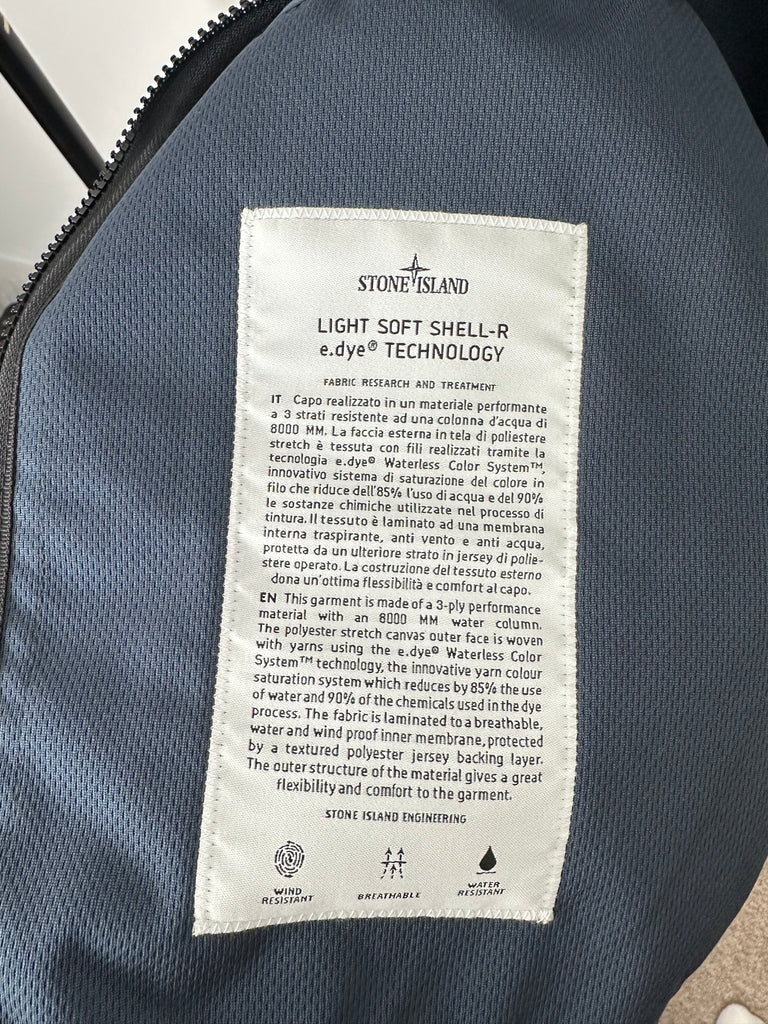 STONE ISLAND
LIGHT SOFT SHELL-R
e.dye® TECHNOLOGY
FABRIC RESEARCH AND TREATMENT
IT Capo realizzato in un materiale performante
a 3 strati resistente ad una colonna d'acqua di
8000 MM. La faccia esterna in tela di poliestere
stretch è tessuta con fili realizzati tramite la
tecnologia e.dye® Waterless Color System™,
innovativo sistema di saturazione del colore in
filo che riduce dell'85% l'uso di acqua e del 90%
le sostanze chimiche utilizzate nel processo di
tintura. Il tessuto è laminato ad una membrana
interna traspirante, anti vento e anti acqua,
protetta da un ulteriore strato in jersey di polie-
stere operato. La costruzione del tessuto esterno
dona un'ottima flessibilità e comfort al capo.
EN This garment is made of a 3-ply performance
material with an 8000 MM water column.
The polyester stretch canvas outer face is woven
with yarns using the e.dye® Waterless Color
System™ technology, the innovative yarn colour
saturation system which reduces by 85% the use
of water and 90% of the chemicals used in the dye
process. The fabric is laminated to a breathable,
water and wind proof inner membrane, protected
by a textured polyester jersey backing layer.
The outer structure of the material gives a great
flexibility and comfort to the garment.
STONE ISLAND ENGINEERING
WIND
RESISTANT
BREATHABLE
WATER
RESISTANT